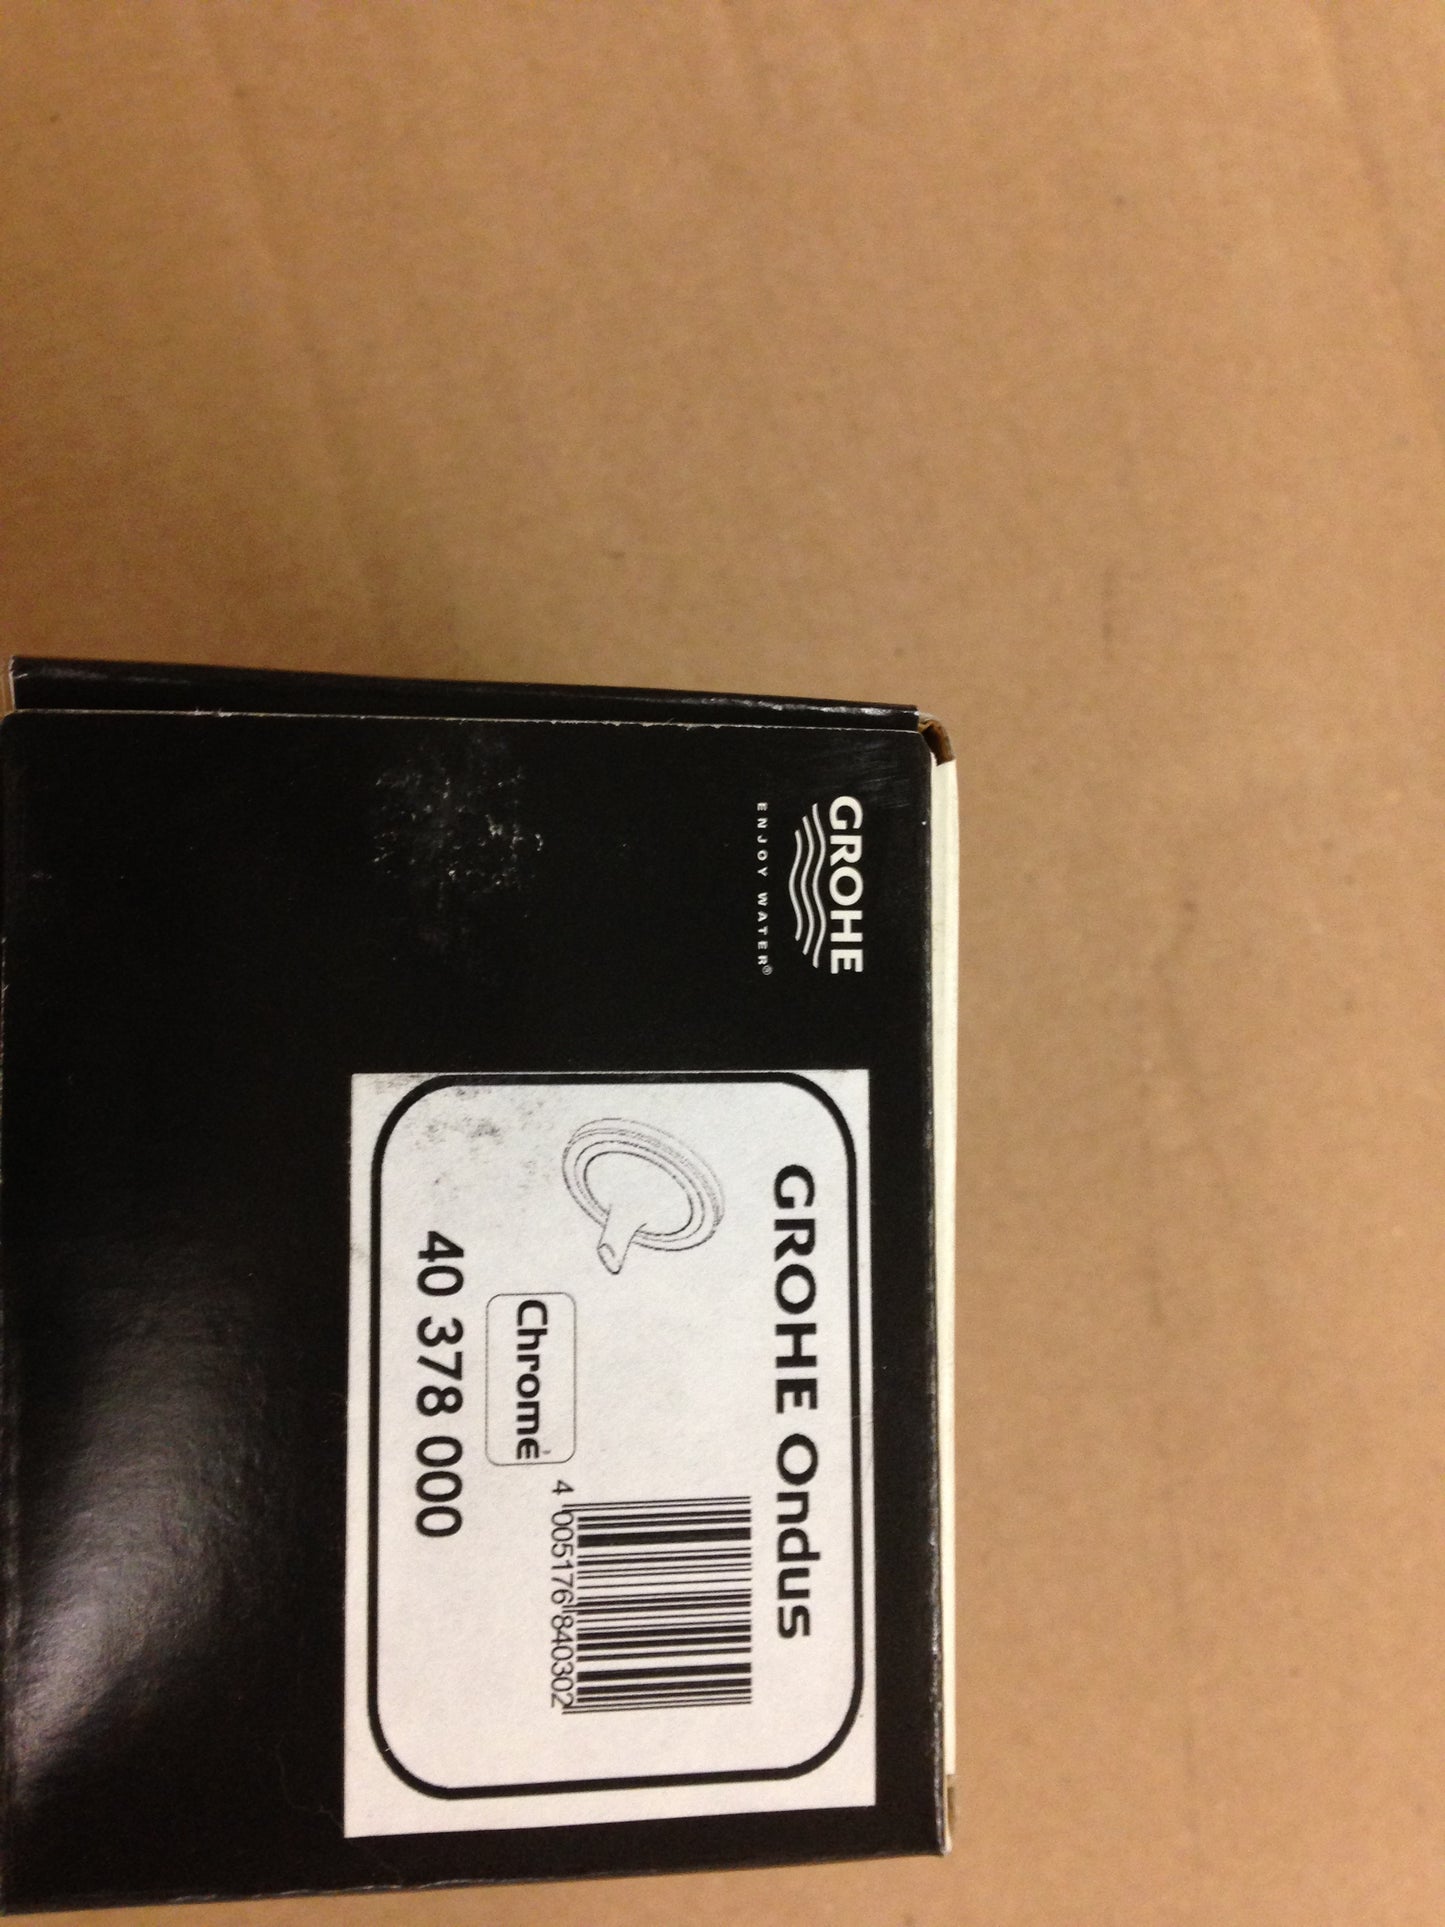 GROHE
ENJOY WATER®
GROHE Ondus
Chrome
4 005176 840302
40 378 000